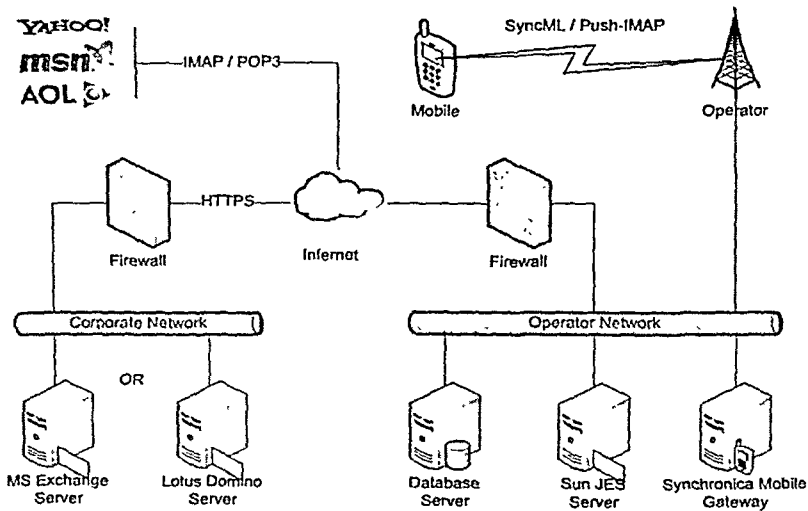 YAHOO!
msn
AOL
IMAP / POP3
SyncML / Push-IMAP
Mobile
Operator
HTTPS
Firewall
Internet
Firewall
Corporate Network
Operator Network
OR
MS Exchange
Server
Lotus Domino
Server
Database
Server
Sun JES
Server
Synchronica Mobile
Gateway